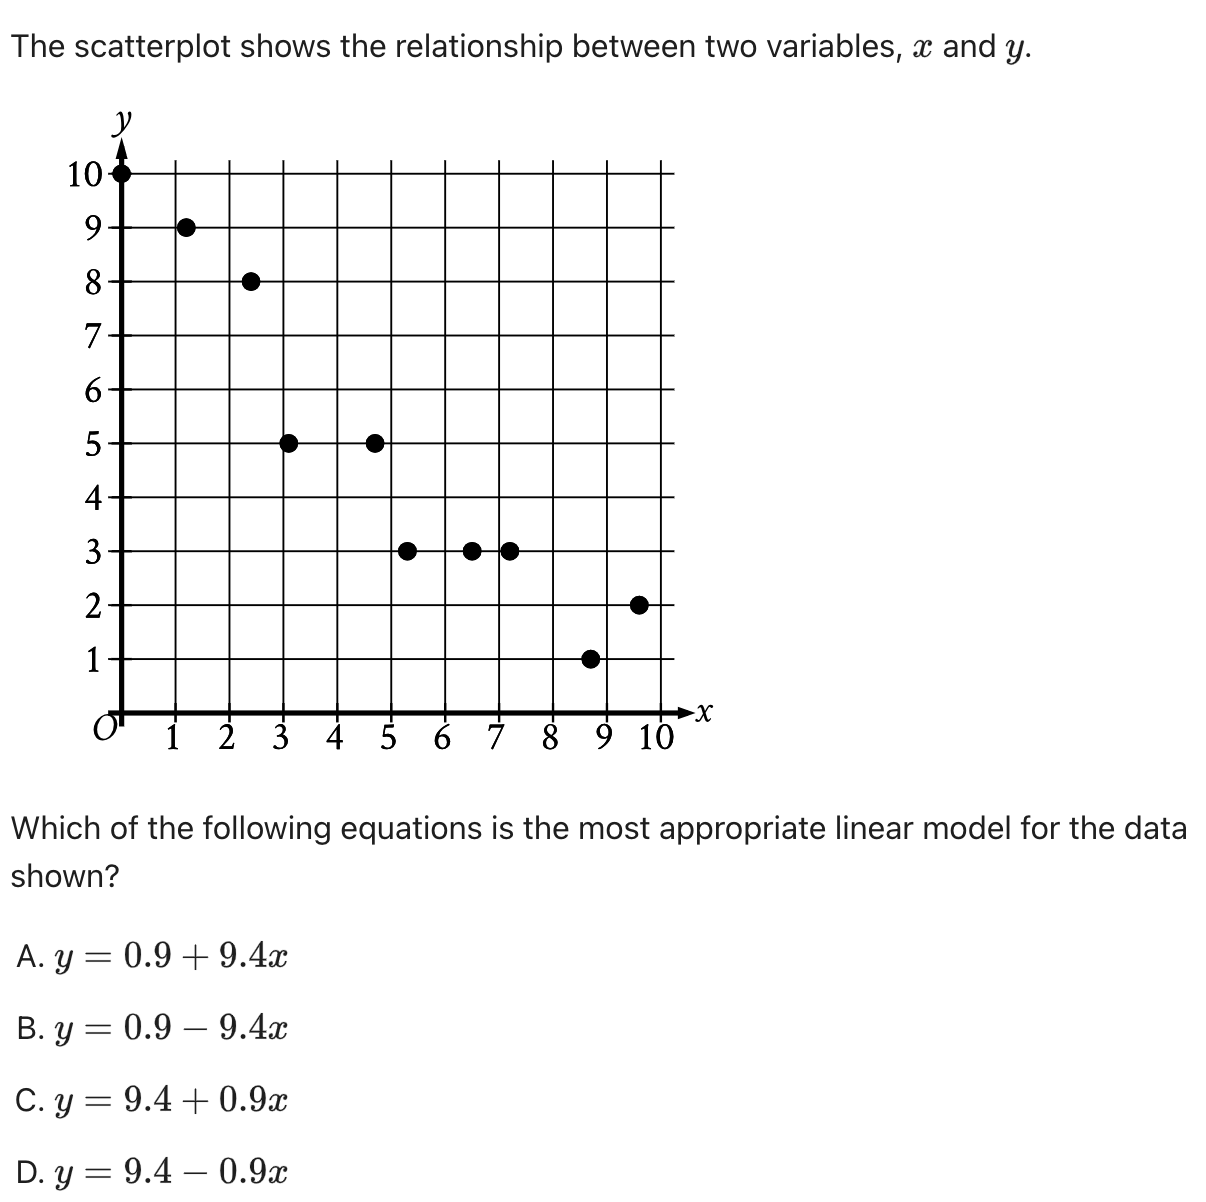 The scatterplot shows the relationship between two variables, x and y.
y
10
9
8
7
6
5
4
3
2
1
O
1 2 3 4 5 6 7 8 9 10
x
Which of the following equations is the most appropriate linear model for the data
shown?
A. y = 0.9 + 9.4x
B. y = 0.9 − 9.4x
C. y = 9.4 + 0.9x
D. y = 9.4 − 0.9x